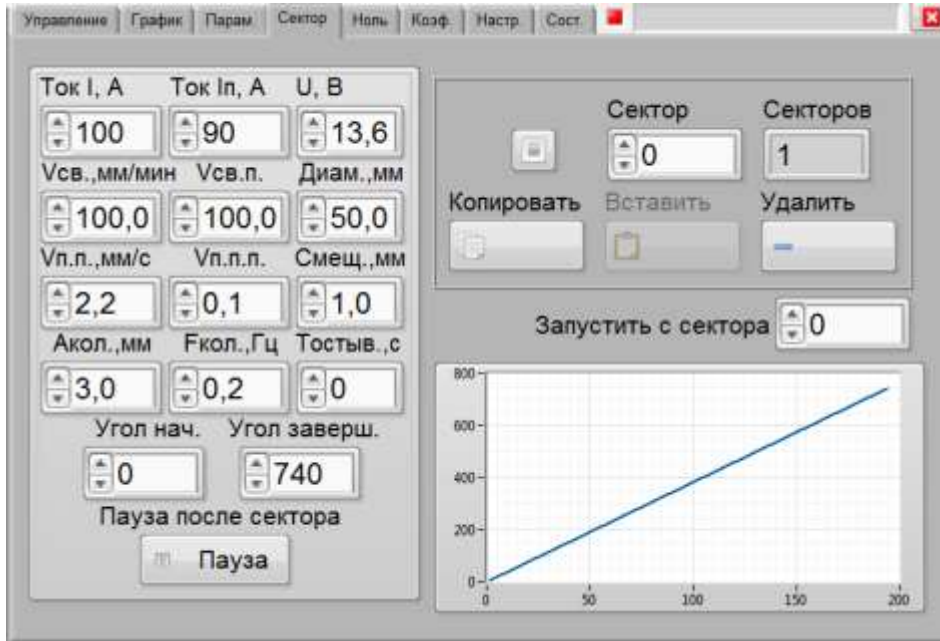 Управление График Парам. Сектор Ноль Коэф. Настр. Сост.
Ток I, А Ток Iп, А U, В
100 90 13,6
Vсв.,мм/мин Vсв.п. Диам.,мм
100,0 100,0 50,0
Vп.п.,мм/с Vп.п.п. Смещ.,мм
2,2 0,1 1,0
Акол.,мм Fкол.,Гц Тостыв.,с
3,0 0,2 0
Угол нач. Угол заверш.
0 740
Пауза после сектора
Пауза
Сектор Секторов
0 1
Копировать Вставить Удалить
Запустить с сектора 0
800
600
400
200
0
0 50 100 150 200